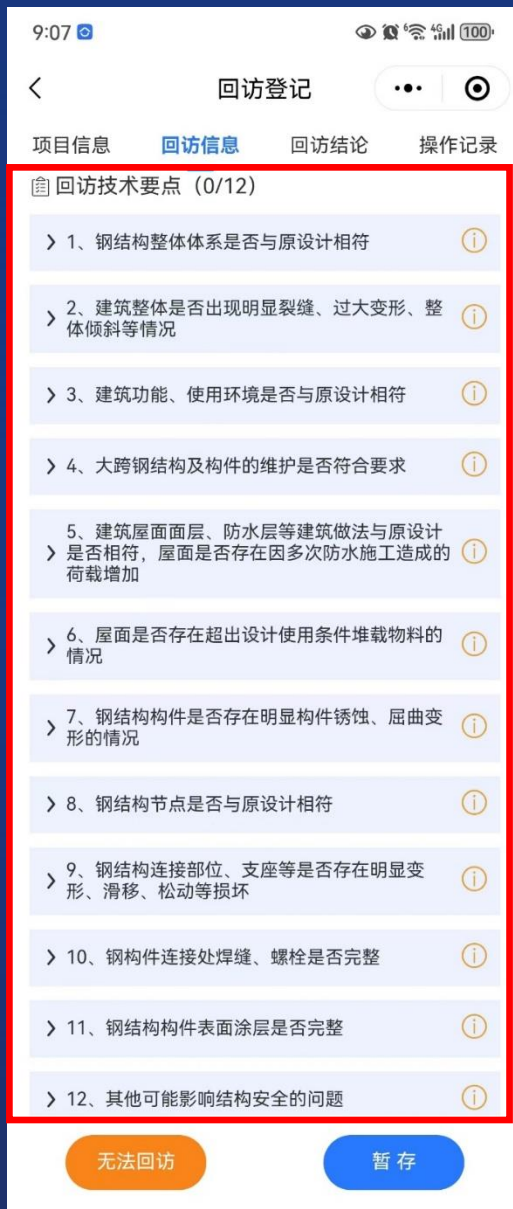 9:07
6 4G 100
回访登记
项目信息 回访信息 回访结论 操作记录
回访技术要点（0/12）
1、钢结构整体体系是否与原设计相符
2、建筑整体是否出现明显裂缝、过大变形、整
体倾斜等情况
3、建筑功能、使用环境是否与原设计相符
4、大跨钢结构及构件的维护是否符合要求
5、建筑屋面面层、防水层等建筑做法与原设计
是否相符，屋面是否存在因多次防水施工造成的
荷载增加
6、屋面是否存在超出设计使用条件堆载物料的
情况
7、钢结构构件是否存在明显构件锈蚀、屈曲变
形的情况
8、钢结构节点是否与原设计相符
9、钢结构连接部位、支座等是否存在明显变
形、滑移、松动等损坏
10、钢构件连接处焊缝、螺栓是否完整
11、钢结构构件表面涂层是否完整
12、其他可能影响结构安全的问题
无法回访 暂存